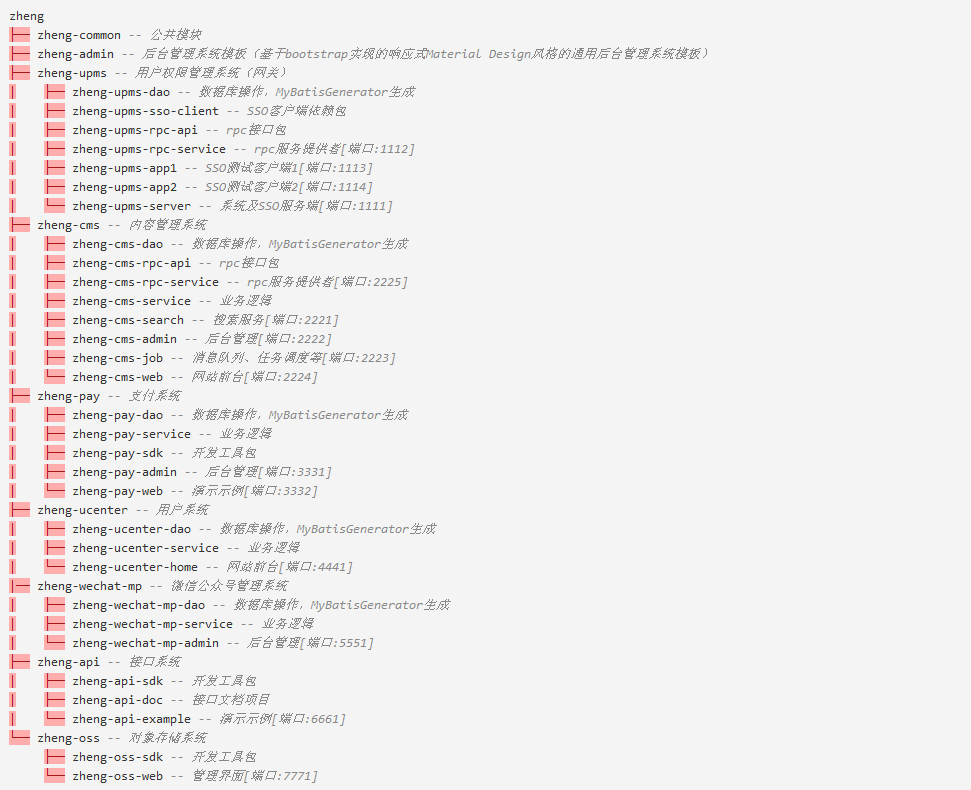 zheng
├── zheng-common -- 公共模块
├── zheng-admin -- 后台管理系统模板（基于bootstrap实现的响应式Material Design风格的通用后台管理系统模板）
├── zheng-upms -- 用户权限管理系统（网关）
|    ├── zheng-upms-dao -- 数据库操作，MyBatisGenerator生成
|    ├── zheng-upms-sso-client -- SSO客户端依赖包
|    ├── zheng-upms-rpc-api -- rpc接口包
|    ├── zheng-upms-rpc-service -- rpc服务提供者[端口:1112]
|    ├── zheng-upms-app1 -- SSO测试客户端1[端口:1113]
|    ├── zheng-upms-app2 -- SSO测试客户端2[端口:1114]
|    └── zheng-upms-server -- 系统及SSO服务端[端口:1111]
├── zheng-cms -- 内容管理系统
|    ├── zheng-cms-dao -- 数据库操作，MyBatisGenerator生成
|    ├── zheng-cms-rpc-api -- rpc接口包
|    ├── zheng-cms-rpc-service -- rpc服务提供者[端口:2225]
|    ├── zheng-cms-service -- 业务逻辑
|    ├── zheng-cms-search -- 搜索服务[端口:2221]
|    ├── zheng-cms-admin -- 后台管理[端口:2222]
|    ├── zheng-cms-job -- 消息队列、任务调度等[端口:2223]
|    └── zheng-cms-web -- 网站前台[端口:2224]
├── zheng-pay -- 支付系统
|    ├── zheng-pay-dao -- 数据库操作，MyBatisGenerator生成
|    ├── zheng-pay-service -- 业务逻辑
|    ├── zheng-pay-sdk -- 开发工具包
|    ├── zheng-pay-admin -- 后台管理[端口:3331]
|    └── zheng-pay-web -- 演示示例[端口:3332]
├── zheng-ucenter -- 用户系统
|    ├── zheng-ucenter-dao -- 数据库操作，MyBatisGenerator生成
|    ├── zheng-ucenter-service -- 业务逻辑
|    └── zheng-ucenter-home -- 网站前台[端口:4441]
├── zheng-wechat-mp -- 微信公众号管理系统
|    ├── zheng-wechat-mp-dao -- 数据库操作，MyBatisGenerator生成
|    ├── zheng-wechat-mp-service -- 业务逻辑
|    └── zheng-wechat-mp-admin -- 后台管理[端口:5551]
├── zheng-api -- 接口系统
|    ├── zheng-api-sdk -- 开发工具包
|    ├── zheng-api-doc -- 接口文档项目
|    └── zheng-api-example -- 演示示例[端口:6661]
└── zheng-oss -- 对象存储系统
     ├── zheng-oss-sdk -- 开发工具包
     └── zheng-oss-web -- 管理界面[端口:7771]